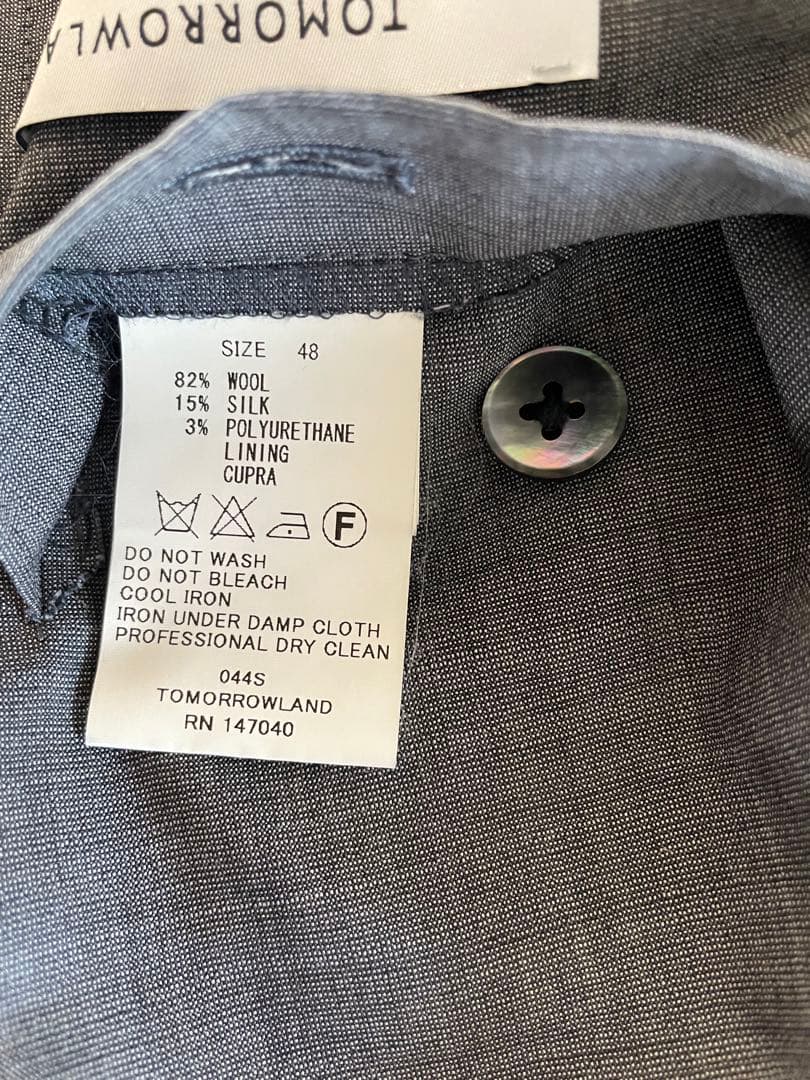 TOMORROWLA
SIZE 48
82% WOOL
15% SILK
3% POLYURETHANE
LINING
CUPRA
F
DO NOT WASH
DO NOT BLEACH
COOL IRON
IRON UNDER DAMP CLOTH
PROFESSIONAL DRY CLEAN
044S
TOMORROWLAND
RN 147040